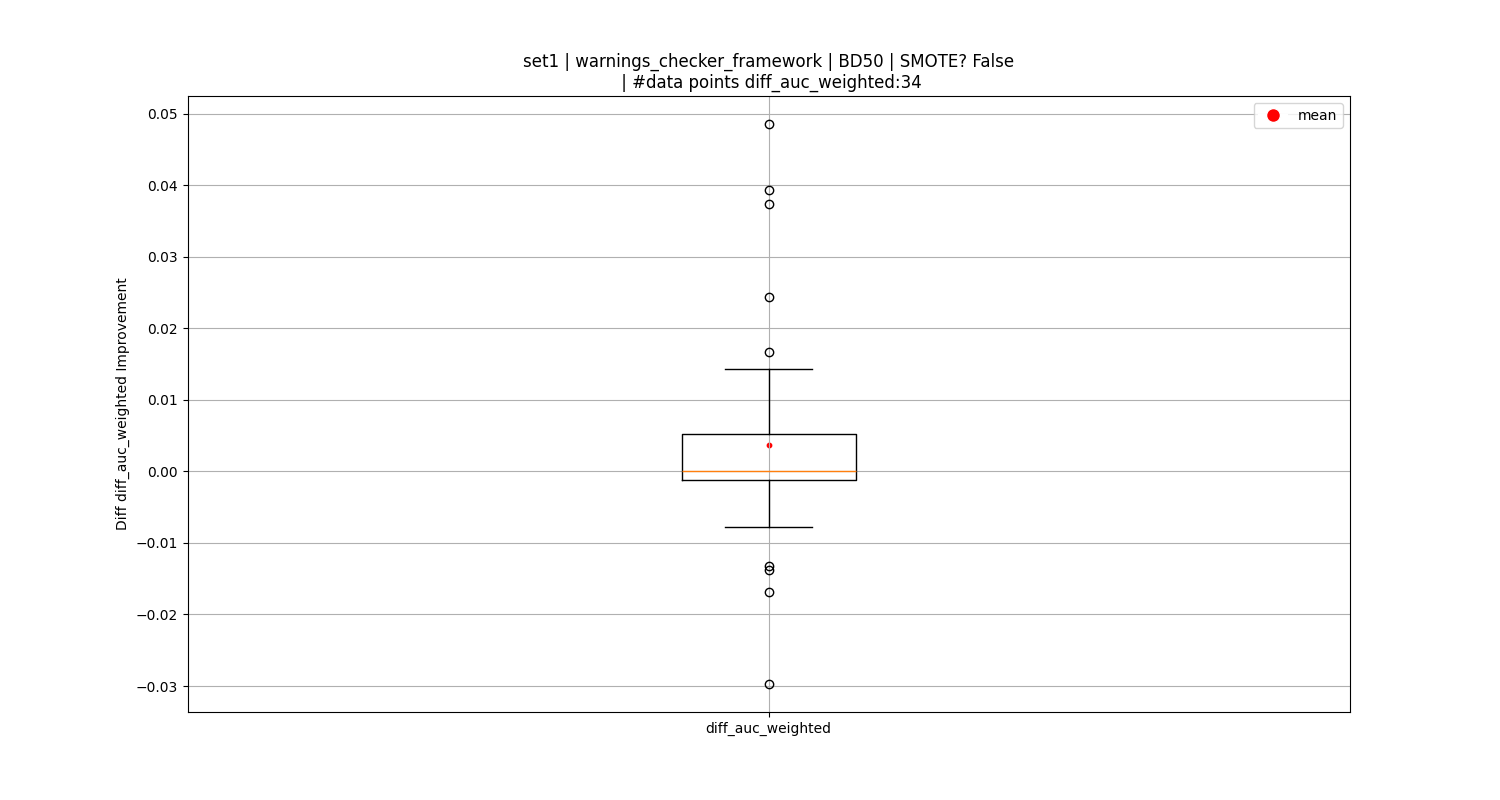 set1 | warnings_checker_framework | BD50 | SMOTE? False
| #data points diff_auc_weighted:34
mean
0.05
0.04
0.03
0.02
0.01
0.00
−0.01
−0.02
−0.03
Diff diff_auc_weighted Improvement
diff_auc_weighted